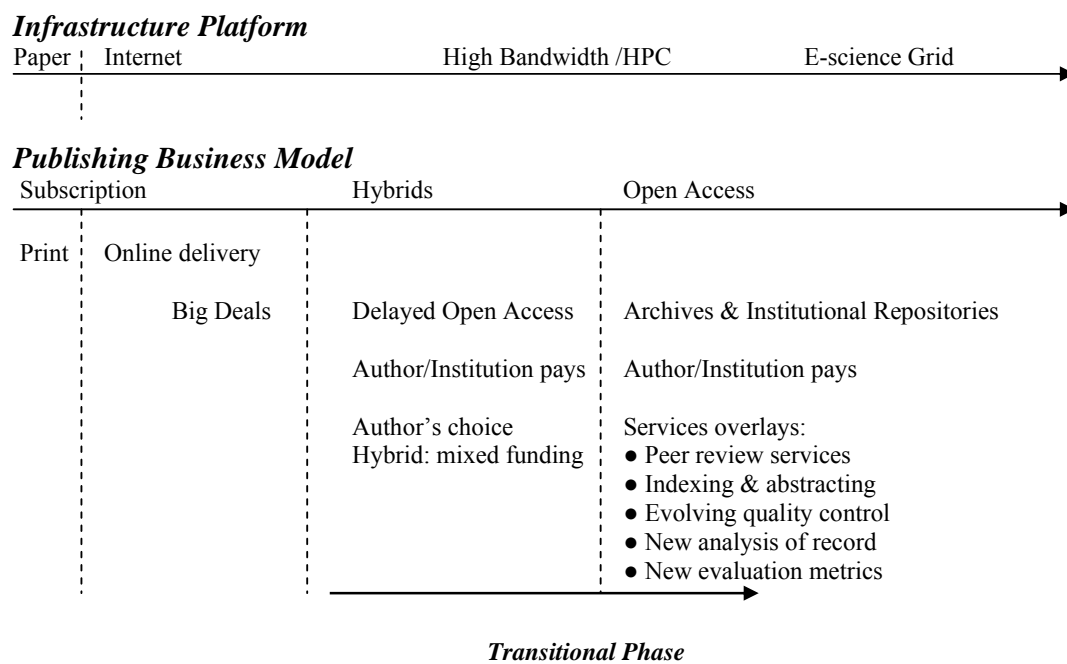 Infrastructure Platform
Paper Internet High Bandwidth /HPC E-science Grid
Publishing Business Model
Subscription Hybrids Open Access
Print Online delivery
Big Deals Delayed Open Access Archives & Institutional Repositories
Author/Institution pays Author/Institution pays
Author’s choice Services overlays:
Hybrid: mixed funding ● Peer review services
● Indexing & abstracting
● Evolving quality control
● New analysis of record
● New evaluation metrics
Transitional Phase